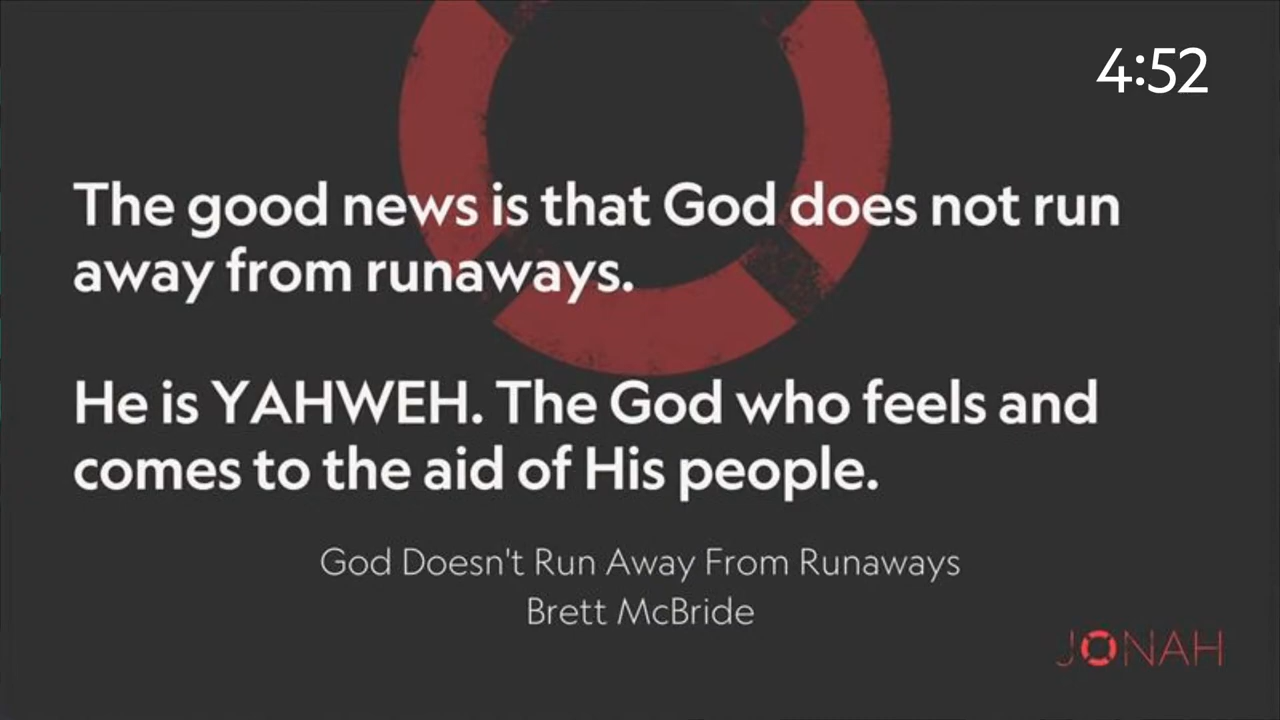 4:52
The good news is that God does not run
away from runaways.
He is YAHWEH. The God who feels and
comes to the aid of His people.
God Doesn't Run Away From Runaways
Brett McBride
JONAH